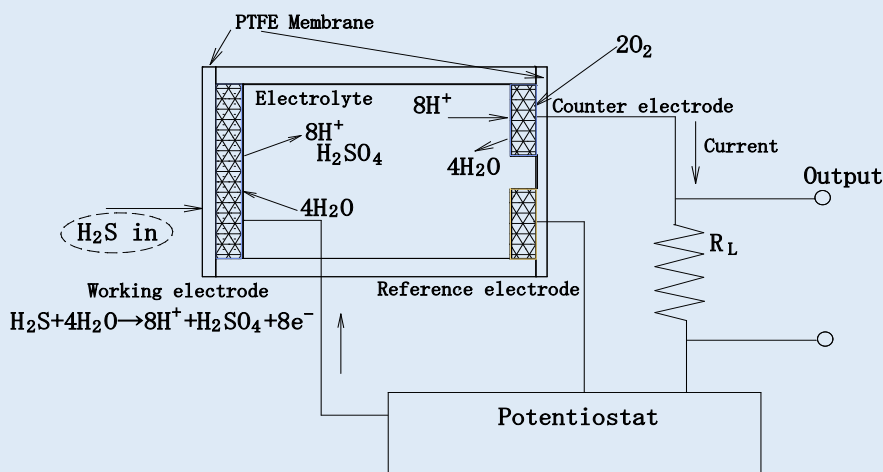 PTFE Membrane
2O₂
Electrolyte
8H⁺
Counter electrode
8H⁺
H₂SO₄
Current
4H₂O
Output
4H₂O
H₂S in
R_L
Working electrode
Reference electrode
H₂S+4H₂O→8H⁺+H₂SO₄+8e⁻
Potentiostat